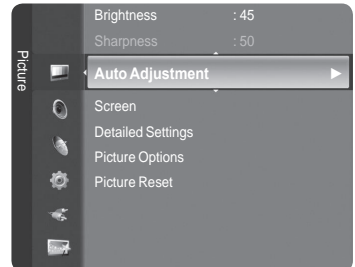 Picture
Brightness : 45
Sharpness : 50
Auto Adjustment
Screen
Detailed Settings
Picture Options
Picture Reset